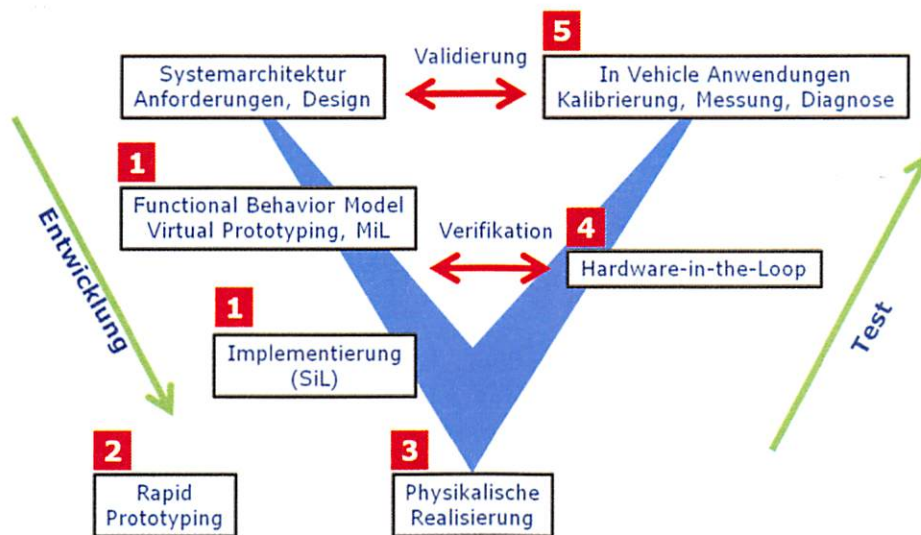 5
Validierung
Systemarchitektur
Anforderungen, Design
In Vehicle Anwendungen
Kalibrierung, Messung, Diagnose
1
Functional Behavior Model
Virtual Prototyping, MiL
Verifikation
4
Hardware-in-the-Loop
Entwicklung
Test
1
Implementierung
(SiL)
2
Rapid
Prototyping
3
Physikalische
Realisierung